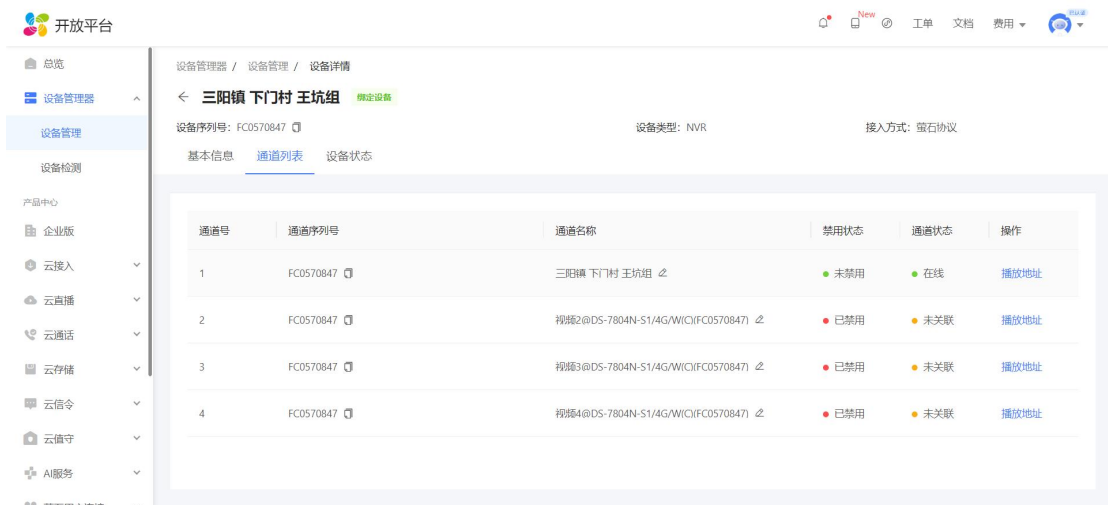 开放平台
New
工单 文档 费用
总览
设备管理器
设备管理
设备检测
产品中心
企业版
云接入
云直播
云通话
云存储
云信令
云值守
AI服务
设备管理器 / 设备管理 / 设备详情
← 三阳镇 下门村 王坑组 绑定设备
设备序列号: FC0570847 设备类型: NVR 接入方式: 萤石协议
基本信息 通道列表 设备状态
通道号 通道序列号 通道名称 禁用状态 通道状态 操作
1 FC0570847 三阳镇 下门村 王坑组 未禁用 在线 播放地址
2 FC0570847 视频2@DS-7804N-S1/4G/W(C)(FC0570847) 已禁用 未关联 播放地址
3 FC0570847 视频3@DS-7804N-S1/4G/W(C)(FC0570847) 已禁用 未关联 播放地址
4 FC0570847 视频4@DS-7804N-S1/4G/W(C)(FC0570847) 已禁用 未关联 播放地址